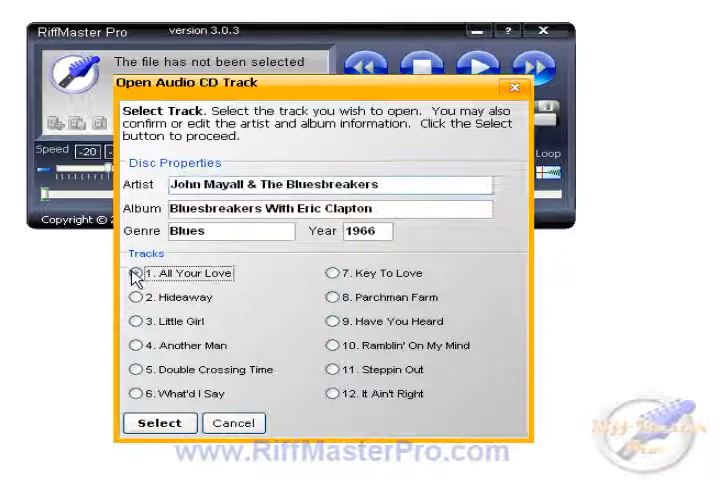 RiffMaster Pro version 3.0.3
The file has not been selected
Open Audio CD Track
Select Track. Select the track you wish to open. You may also
confirm or edit the artist and album information. Click the Select
button to proceed.
Speed -20
Loop
Disc Properties
Artist John Mayall & The Bluesbreakers
Album Bluesbreakers With Eric Clapton
Genre Blues Year 1966
Copyright ©
Tracks
1. All Your Love
2. Hideaway
3. Little Girl
4. Another Man
5. Double Crossing Time
6. What'd I Say
7. Key To Love
8. Parchman Farm
9. Have You Heard
10. Ramblin' On My Mind
11. Steppin Out
12. It Ain't Right
Select Cancel
www.RiffMasterPro.com
Riff Master
Pro